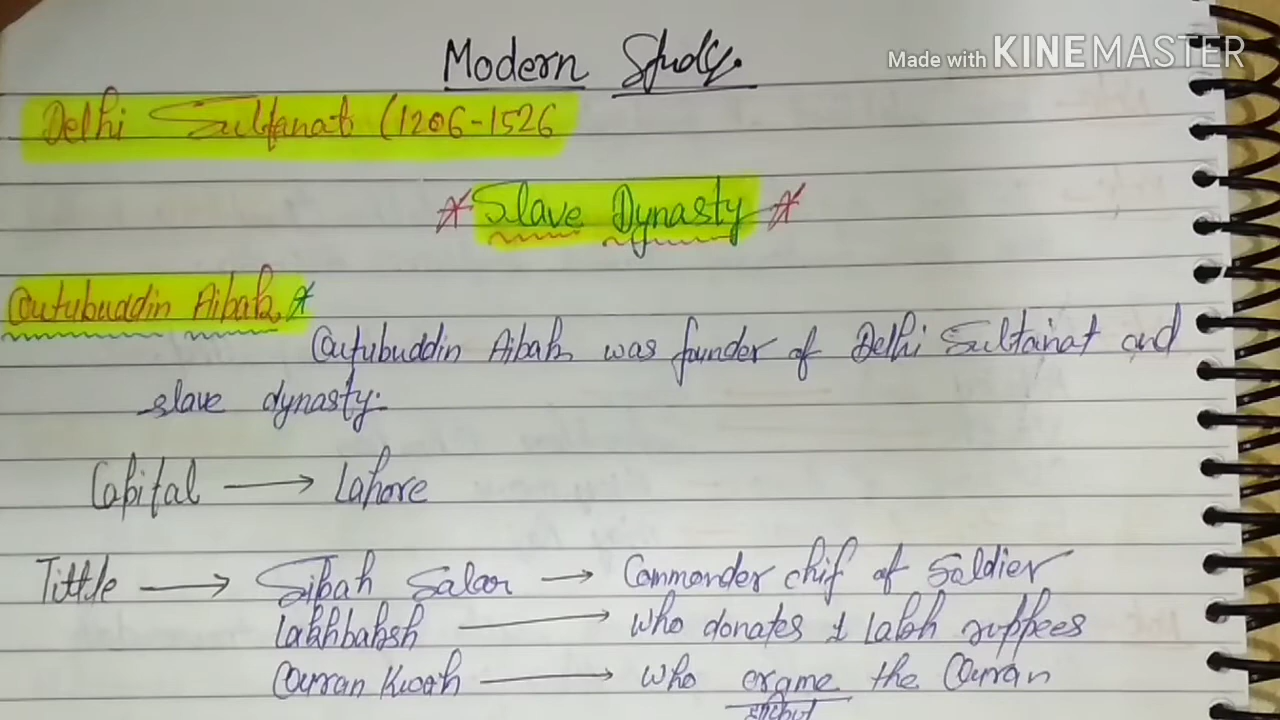 Modern Study.
Made with KINEMASTER
Delhi Sultanat (1206-1526
Slave Dynasty
Qutubuddin Aibak
Qutubuddin Aibak was founder of Delhi Sultanat and
slave dynasty.
Capital → Lahore
Tittle → Sipah Salar → Commander chif of Soldier
Lakhbaksh → Who donates 1 lakh ruppees
Quran Kwah → Who erame the Quran